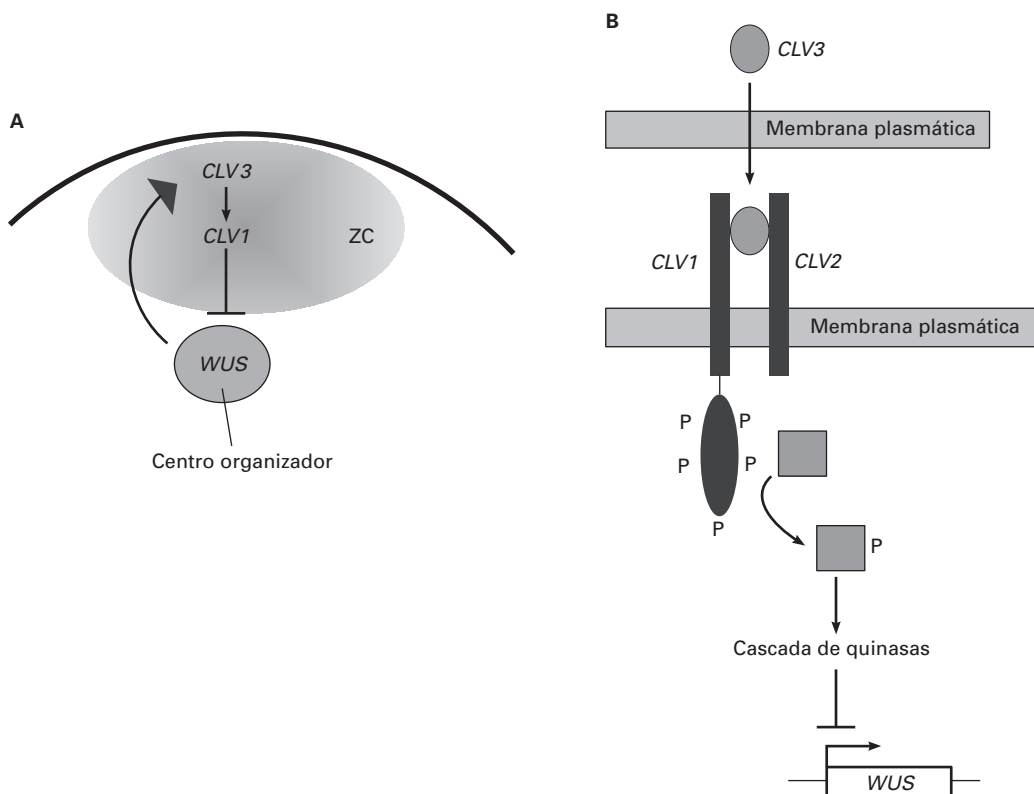 A
CLV3
CLV1
ZC
WUS
Centro organizador
B
CLV3
Membrana plasmática
CLV1
CLV2
Membrana plasmática
P P
P P
P
P
Cascada de quinasas
WUS